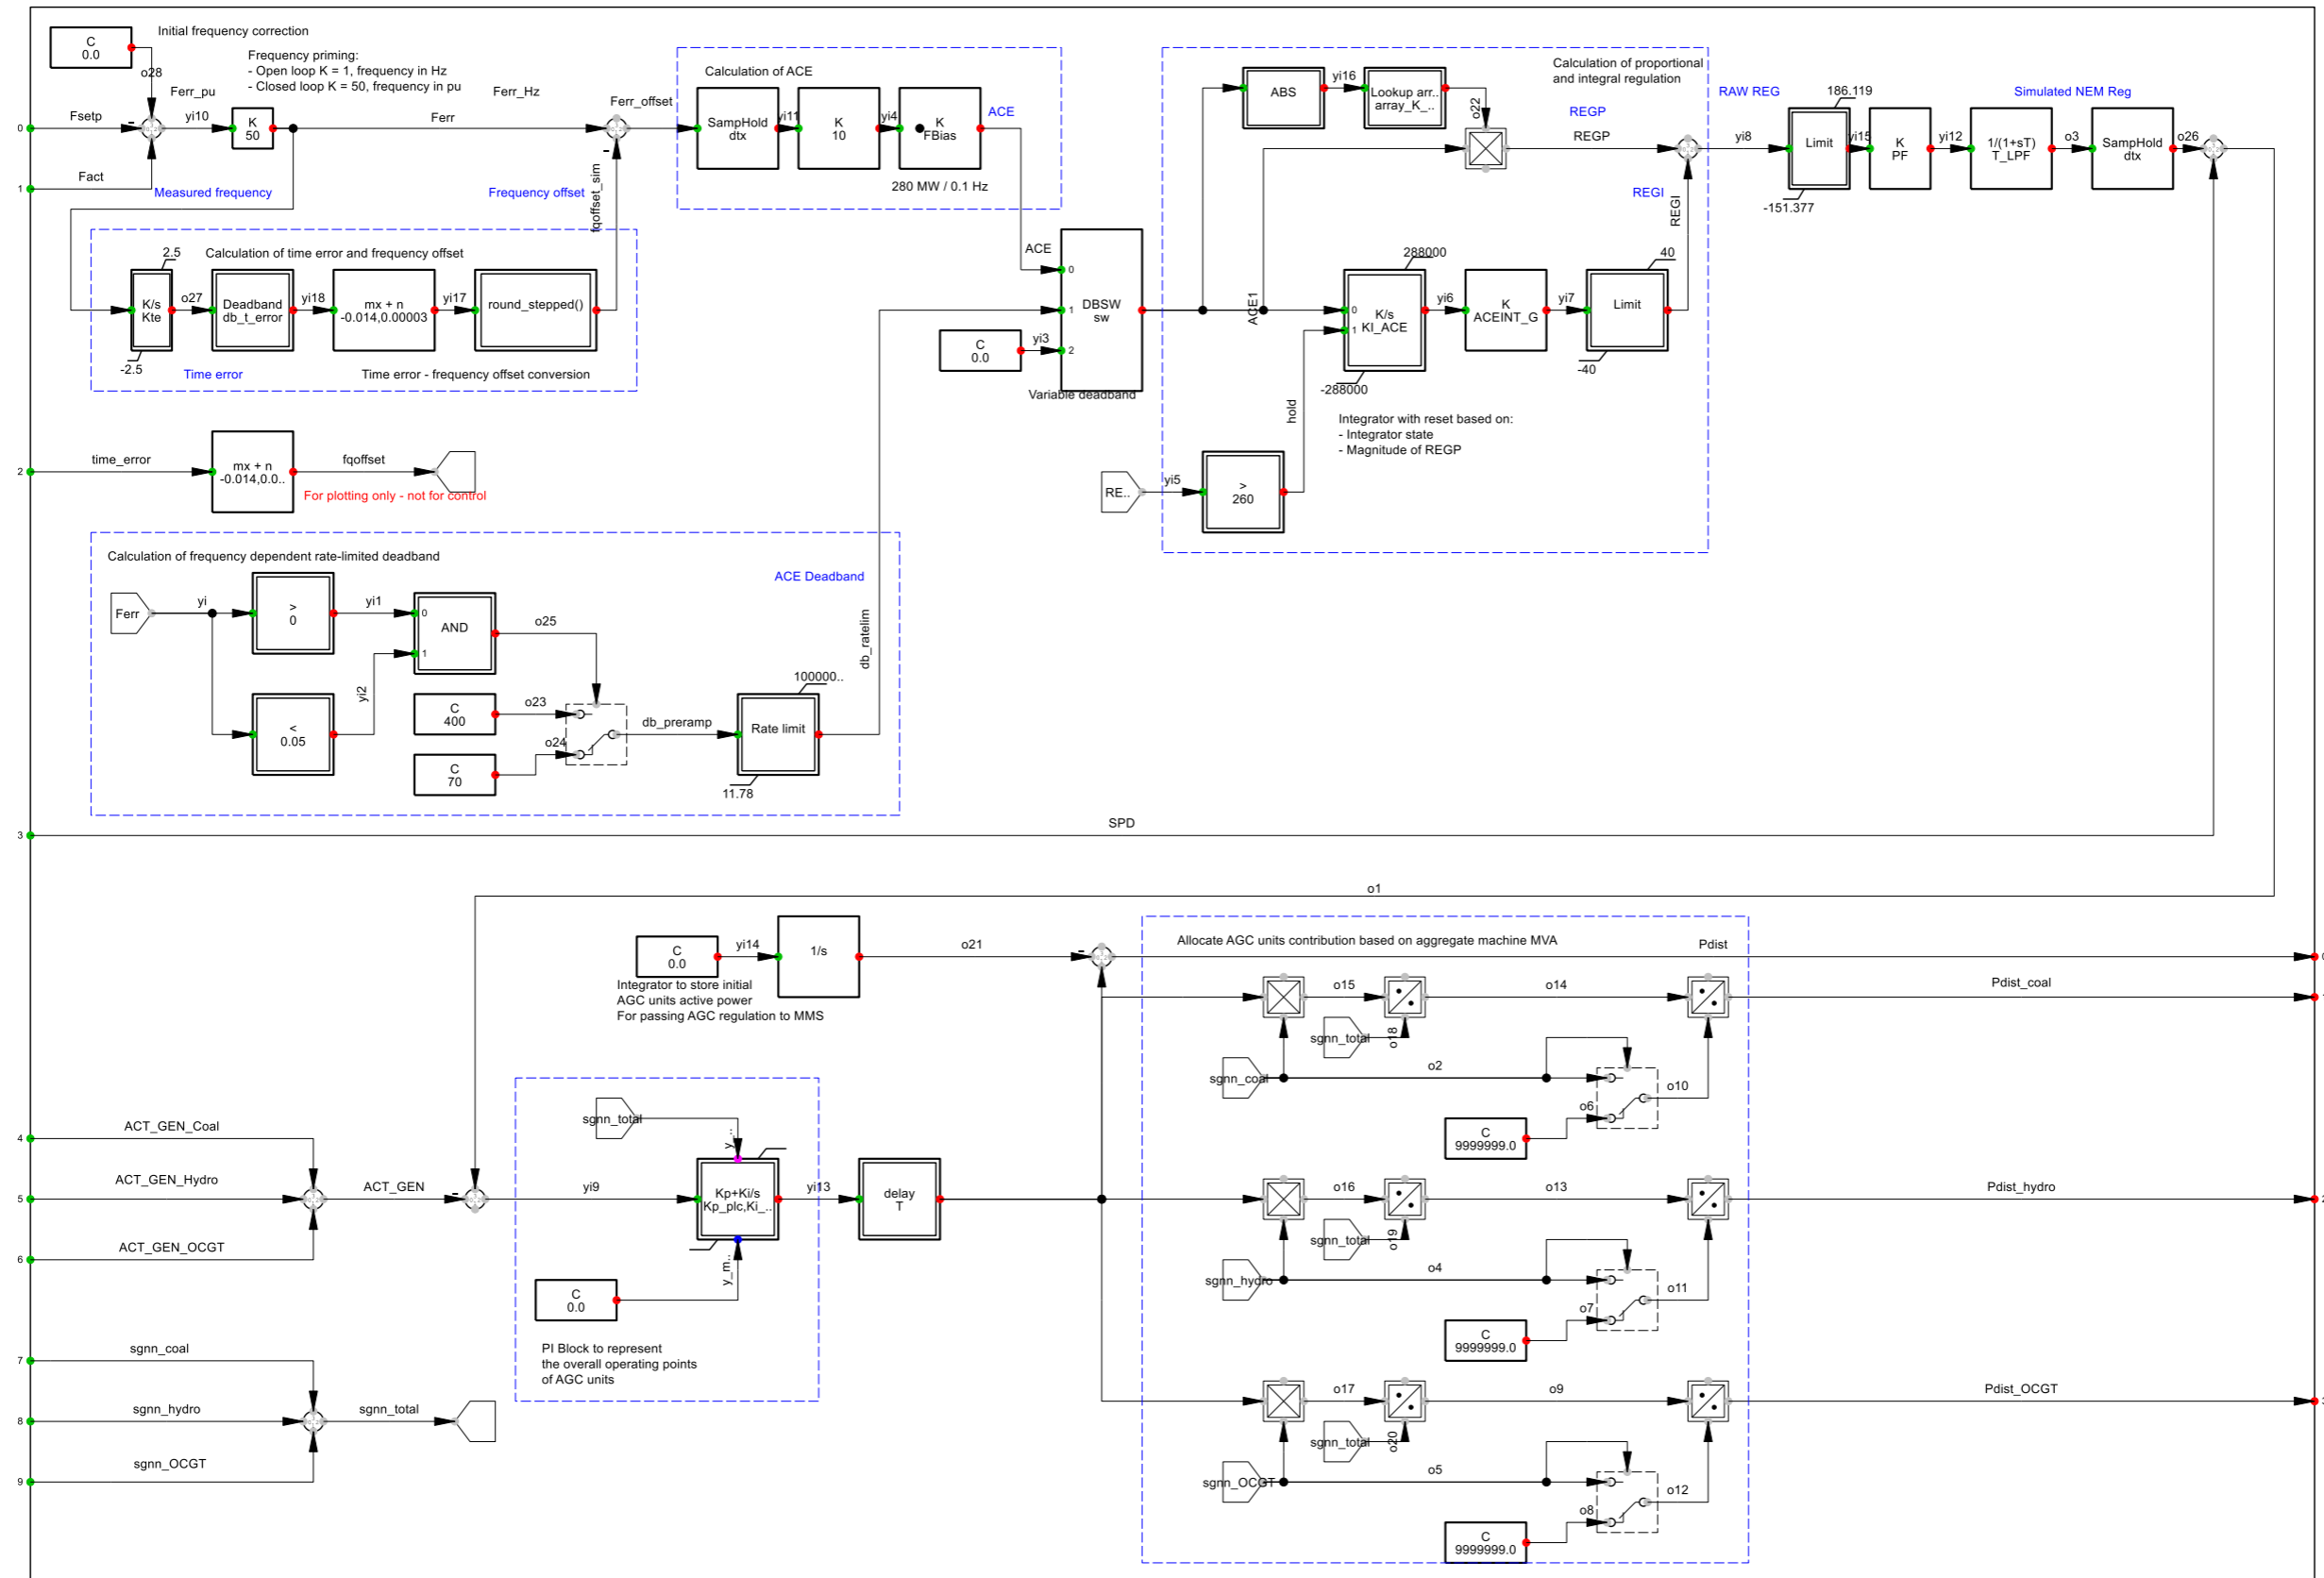 C
0.0
Initial frequency correction
o28
Frequency priming:
- Open loop K = 1, frequency in Hz
- Closed loop K = 50, frequency in pu
Ferr_pu
Ferr_Hz
Ferr_offset
0
Fsetp
-
yi10
K
50
Ferr
-
1
Fact
Measured frequency
Frequency offset
fqoffset_sim
Calculation of ACE
SampHold
dtx
yi11
K
10
yi4
K
FBias
ACE
280 MW / 0.1 Hz
Calculation of time error and frequency offset
2.5
K/s
Kte
-2.5
o27
Deadband
db_t_error
yi18
mx + n
-0.014,0.00003
yi17
round_stepped()
Time error
Time error - frequency offset conversion
ACE
0
1
2
DBSW
sw
C
0.0
yi3
Variable deadband
Calculation of proportional
and integral regulation
ABS
yi16
Lookup arr..
array_K_..
o22
REGP
REGP
ACE1
REGI
REGI
288000
0
1
K/s
KI_ACE
-288000
yi6
K
ACEINT_G
yi7
40
Limit
-40
hold
Integrator with reset based on:
- Integrator state
- Magnitude of REGP
RE..
yi5
>
260
RAW REG
yi8
186.119
Limit
-151.377
yi15
K
PF
yi12
1/(1+sT)
T_LPF
o3
Simulated NEM Reg
SampHold
dtx
o26
2
time_error
mx + n
-0.014,0.0..
fqoffset
For plotting only - not for control
Calculation of frequency dependent rate-limited deadband
ACE Deadband
Ferr
yi
>
0
yi1
<
0.05
yi2
0
1
AND
o25
C
400
o23
C
70
o24
db_preramp
100000..
Rate limit
11.78
db_ratelim
3
SPD
o1
C
0.0
yi14
1/s
o21
-
Integrator to store initial
AGC units active power
For passing AGC regulation to MMS
Allocate AGC units contribution based on aggregate machine MVA
Pdist
o15
o14
Pdist_coal
sgnn_total
o18
sgnn_coal
o2
o10
o6
C
9999999.0
4
ACT_GEN_Coal
5
ACT_GEN_Hydro
6
ACT_GEN_OCGT
ACT_GEN
-
yi9
sgnn_total
y_..
Kp+Ki/s
Kp_plc,Ki_..
y_m..
C
0.0
yi13
delay
T
PI Block to represent
the overall operating points
of AGC units
o16
o13
Pdist_hydro
sgnn_total
o19
sgnn_hydro
o4
o11
o7
C
9999999.0
7
sgnn_coal
8
sgnn_hydro
9
sgnn_OCGT
sgnn_total
o17
o9
Pdist_OCGT
sgnn_total
o20
sgnn_OCGT
o5
o12
o8
C
9999999.0